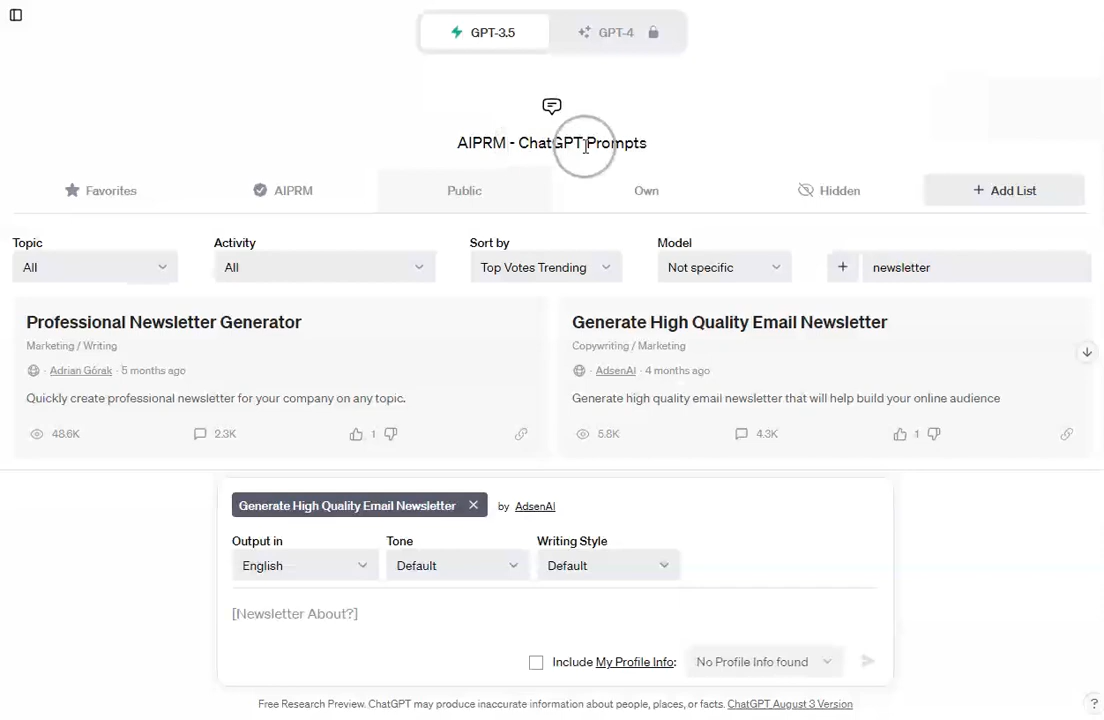 GPT-3.5 GPT-4
AIPRM - ChatGPT Prompts
Favorites AIPRM Public Own Hidden + Add List
Topic Activity Sort by Model
All All Top Votes Trending Not specific + newsletter
Professional Newsletter Generator
Marketing / Writing
· Adrian Górak · 5 months ago
Quickly create professional newsletter for your company on any topic.
48.6K 2.3K 1
Generate High Quality Email Newsletter
Copywriting / Marketing
· AdsenAI · 4 months ago
Generate high quality email newsletter that will help build your online audience
5.8K 4.3K 1
Generate High Quality Email Newsletter × by AdsenAI
Output in Tone Writing Style
English Default Default
[Newsletter About?]
Include My Profile Info: No Profile Info found
Free Research Preview. ChatGPT may produce inaccurate information about people, places, or facts. ChatGPT August 3 Version
?